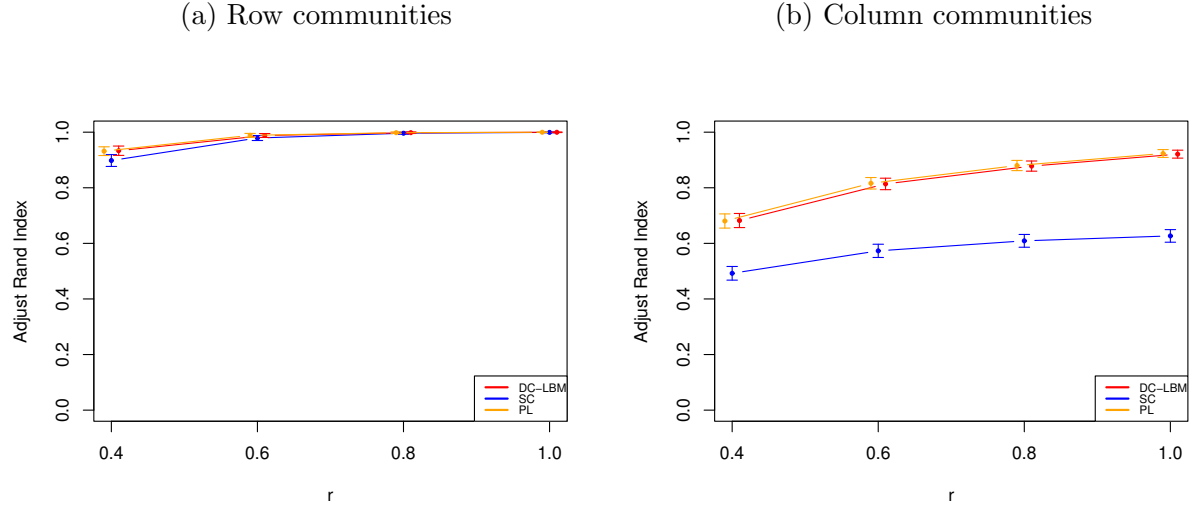 (a) Row communities
(b) Column communities
Adjust Rand Index
1.0
0.8
0.6
0.4
0.2
0.0
DC−LBM
SC
PL
0.4 0.6 0.8 1.0
r
Adjust Rand Index
1.0
0.8
0.6
0.4
0.2
0.0
DC−LBM
SC
PL
0.4 0.6 0.8 1.0
r